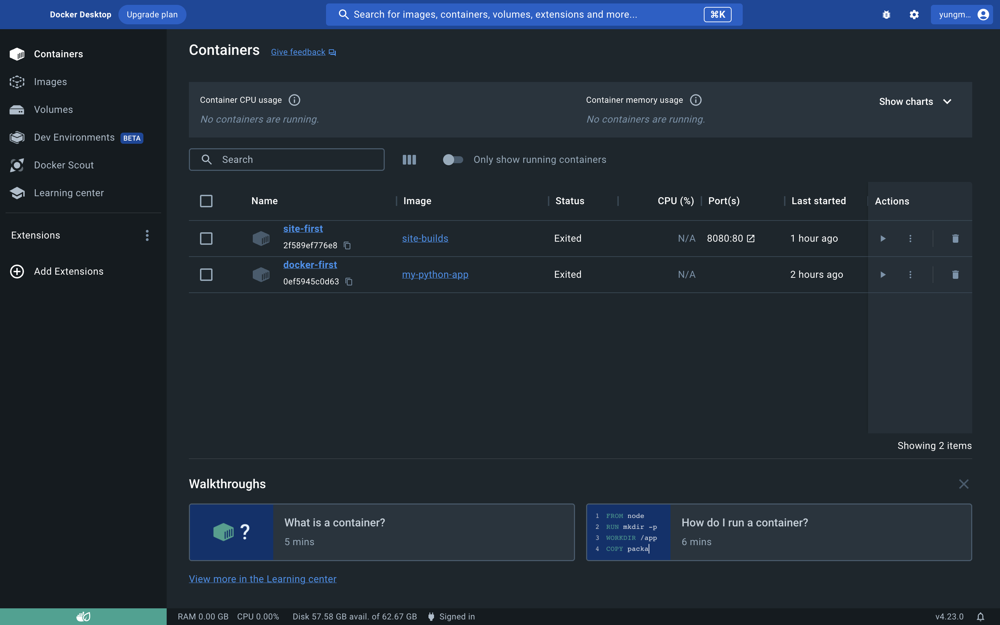 Docker Desktop
Upgrade plan
Search for images, containers, volumes, extensions and more...
⌘K
yungm...
Containers
Images
Volumes
Dev Environments BETA
Docker Scout
Learning center
Extensions
Add Extensions
Containers
Give feedback
Container CPU usage
No containers are running.
Container memory usage
No containers are running.
Show charts
Search
Only show running containers
Name Image Status CPU (%) Port(s) Last started Actions
site-first
2f589ef776e8
site-builds
Exited
N/A
8080:80
1 hour ago
docker-first
0ef5945c0d63
my-python-app
Exited
N/A
2 hours ago
Showing 2 items
Walkthroughs
?
What is a container?
5 mins
1 FROM node
2 RUN mkdir -p
3 WORKDIR /app
4 COPY packa
How do I run a container?
6 mins
View more in the Learning center
RAM 0.00 GB CPU 0.00% Disk 57.58 GB avail. of 62.67 GB Signed in
v4.23.0